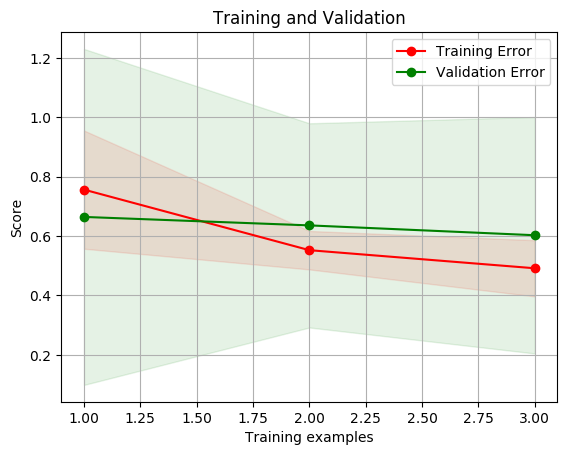 Training and Validation
Training Error
Validation Error
Score
1.2
1.0
0.8
0.6
0.4
0.2
1.00 1.25 1.50 1.75 2.00 2.25 2.50 2.75 3.00
Training examples